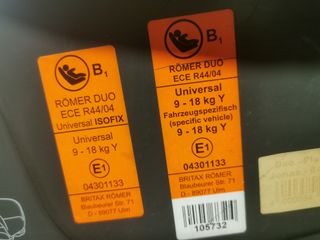 B1
RÖMER DUO
ECE R44/04
Universal ISOFIX
Universal
9 - 18 kg Y
E1
04301133
BRITAX RÖMER
Blaubeurer Str. 71
D - 89077 Ulm
B1
RÖMER DUO
ECE R44/04
Universal
9 - 18 kg Y
Fahrzeugspezifisch
(specific vehicle)
9 - 18 kg Y
E1
04301133
BRITAX RÖMER
Blaubeurer Str. 71
D - 89077 Ulm
105732